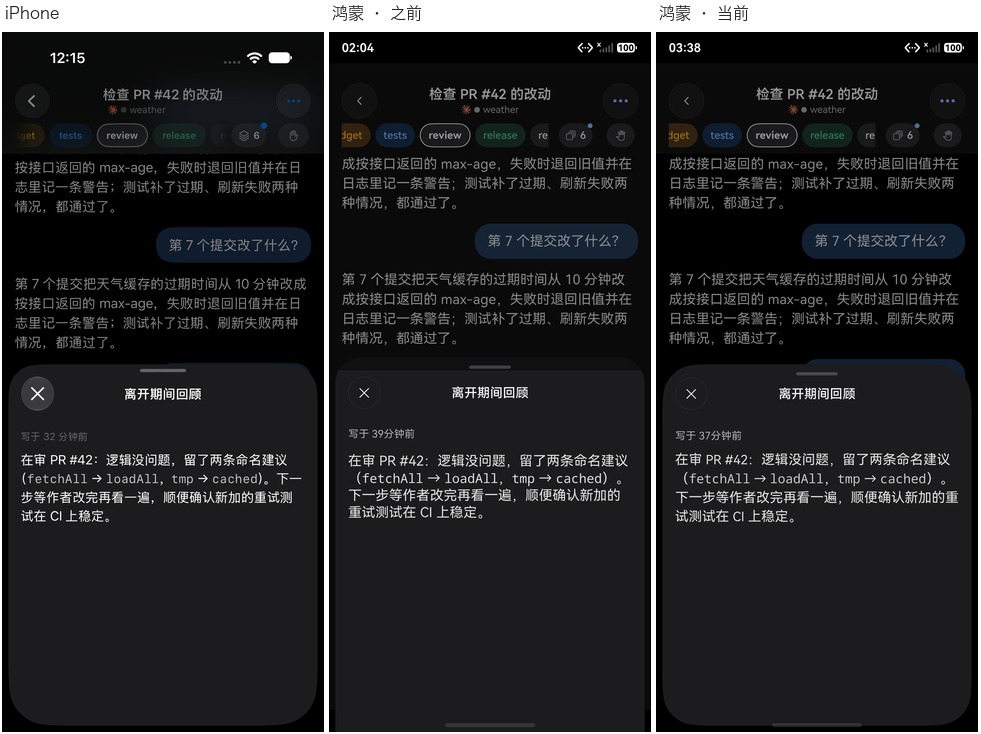 iPhone
12:15
检查 PR #42 的改动
weather
dget
tests
review
release
r
6
按接口返回的 max-age，失败时退回旧值并在日
志里记一条警告；测试补了过期、刷新失败两种
情况，都通过了。
第 7 个提交改了什么？
第 7 个提交把天气缓存的过期时间从 10 分钟改成
按接口返回的 max-age，失败时退回旧值并在日
志里记一条警告；测试补了过期、刷新失败两种
情况，都通过了。
离开期间回顾
写于 32 分钟前
在审 PR #42：逻辑没问题，留了两条命名建议
(fetchAll → loadAll，tmp → cached)。下一
步等作者改完再看一遍，顺便确认新加的重试测
试在 CI 上稳定。
鸿蒙 · 之前
02:04
100
检查 PR #42 的改动
weather
dget
tests
review
release
re
6
成按接口返回的 max-age，失败时退回旧值并在
日志里记一条警告；测试补了过期、刷新失败两
种情况，都通过了。
第 7 个提交改了什么？
第 7 个提交把天气缓存的过期时间从 10 分钟改
成按接口返回的 max-age，失败时退回旧值并在
日志里记一条警告；测试补了过期、刷新失败两
种情况，都通过了。
离开期间回顾
写于 39分钟前
在审 PR #42：逻辑没问题，留了两条命名建议
（fetchAll → loadAll，tmp → cached）。
下一步等作者改完再看一遍，顺便确认新加的
重试测试在 CI 上稳定。
鸿蒙 · 当前
03:38
100
检查 PR #42 的改动
weather
dget
tests
review
release
re
6
成按接口返回的 max-age，失败时退回旧值并在
日志里记一条警告；测试补了过期、刷新失败两
种情况，都通过了。
第 7 个提交改了什么？
第 7 个提交把天气缓存的过期时间从 10 分钟改
成按接口返回的 max-age，失败时退回旧值并在
日志里记一条警告；测试补了过期、刷新失败两
种情况，都通过了。
离开期间回顾
写于 37分钟前
在审 PR #42：逻辑没问题，留了两条命名建议
（fetchAll → loadAll，tmp → cached）。
下一步等作者改完再看一遍，顺便确认新加的重
试测试在 CI 上稳定。